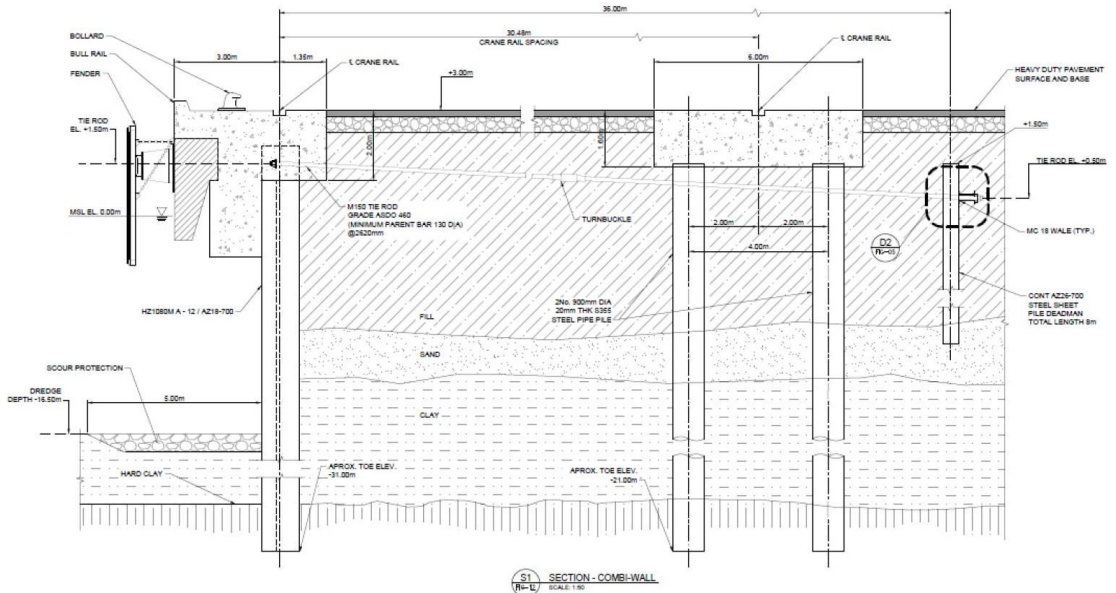 36.00m
30.48m
CRANE RAIL SPACING
BOLLARD
BULL RAIL
FENDER
3.00m
1.35m
℄ CRANE RAIL
+3.00m
6.00m
℄ CRANE RAIL
HEAVY DUTY PAVEMENT
SURFACE AND BASE
TIE ROD
EL. +1.50m
2.00m
1.60m
+1.50m
TIE ROD EL. +0.50m
MSL EL. 0.00m
M150 TIE ROD
GRADE ASDO 460
(MINIMUM PARENT BAR 130 DIA)
@2620mm
TURNBUCKLE
2.00m
2.00m
4.00m
D2
MC 18 WALE (TYP.)
HZ1080M A - 12 / AZ18-700
2No. 900mm DIA
20mm THK S355
STEEL PIPE PILE
CONT AZ26-700
STEEL SHEET
PILE DEADMAN
TOTAL LENGTH 8m
FILL
SAND
SCOUR PROTECTION
DREDGE
DEPTH -16.50m
5.00m
CLAY
HARD CLAY
APROX. TOE ELEV.
-31.00m
APROX. TOE ELEV.
-21.00m
S1
SECTION - COMBI-WALL
SCALE: 1:50